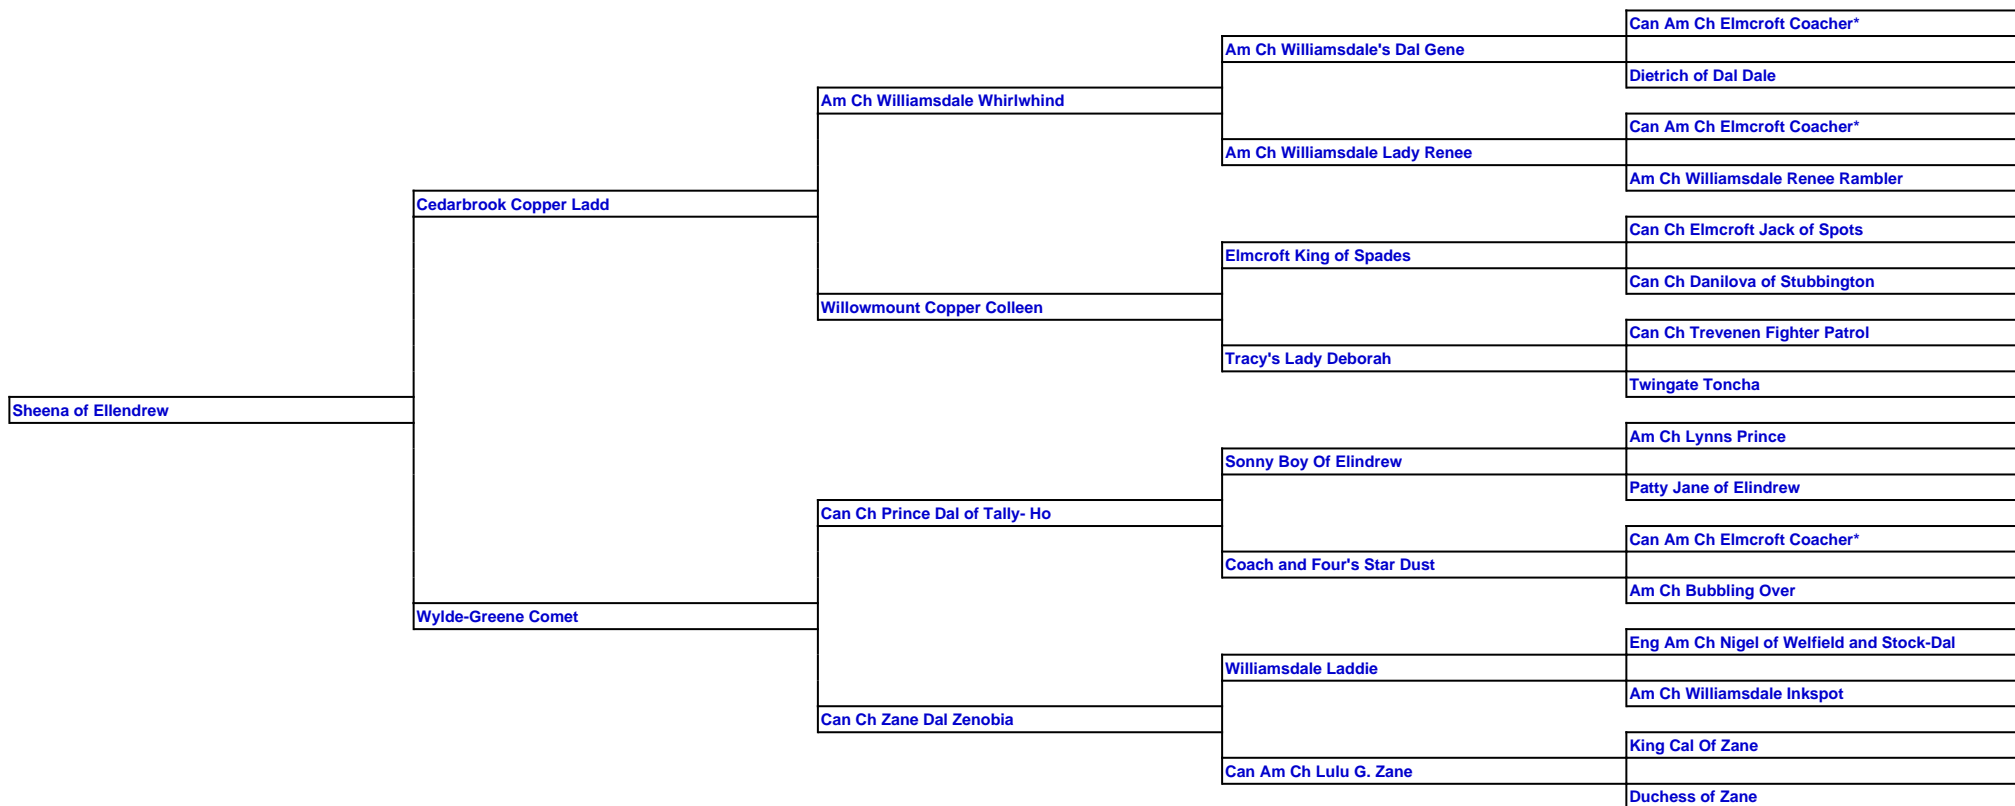 Can Am Ch Elmcroft Coacher*
Am Ch Williamsdale's Dal Gene
Dietrich of Dal Dale
Am Ch Williamsdale Whirlwhind
Can Am Ch Elmcroft Coacher*
Am Ch Williamsdale Lady Renee
Am Ch Williamsdale Renee Rambler
Cedarbrook Copper Ladd
Can Ch Elmcroft Jack of Spots
Elmcroft King of Spades
Can Ch Danilova of Stubbington
Willowmount Copper Colleen
Can Ch Trevenen Fighter Patrol
Tracy's Lady Deborah
Twingate Toncha
Sheena of Ellendrew
Am Ch Lynns Prince
Sonny Boy Of Elindrew
Patty Jane of Elindrew
Can Ch Prince Dal of Tally- Ho
Can Am Ch Elmcroft Coacher*
Coach and Four's Star Dust
Am Ch Bubbling Over
Wylde-Greene Comet
Eng Am Ch Nigel of Welfield and Stock-Dal
Williamsdale Laddie
Am Ch Williamsdale Inkspot
Can Ch Zane Dal Zenobia
King Cal Of Zane
Can Am Ch Lulu G. Zane
Duchess of Zane